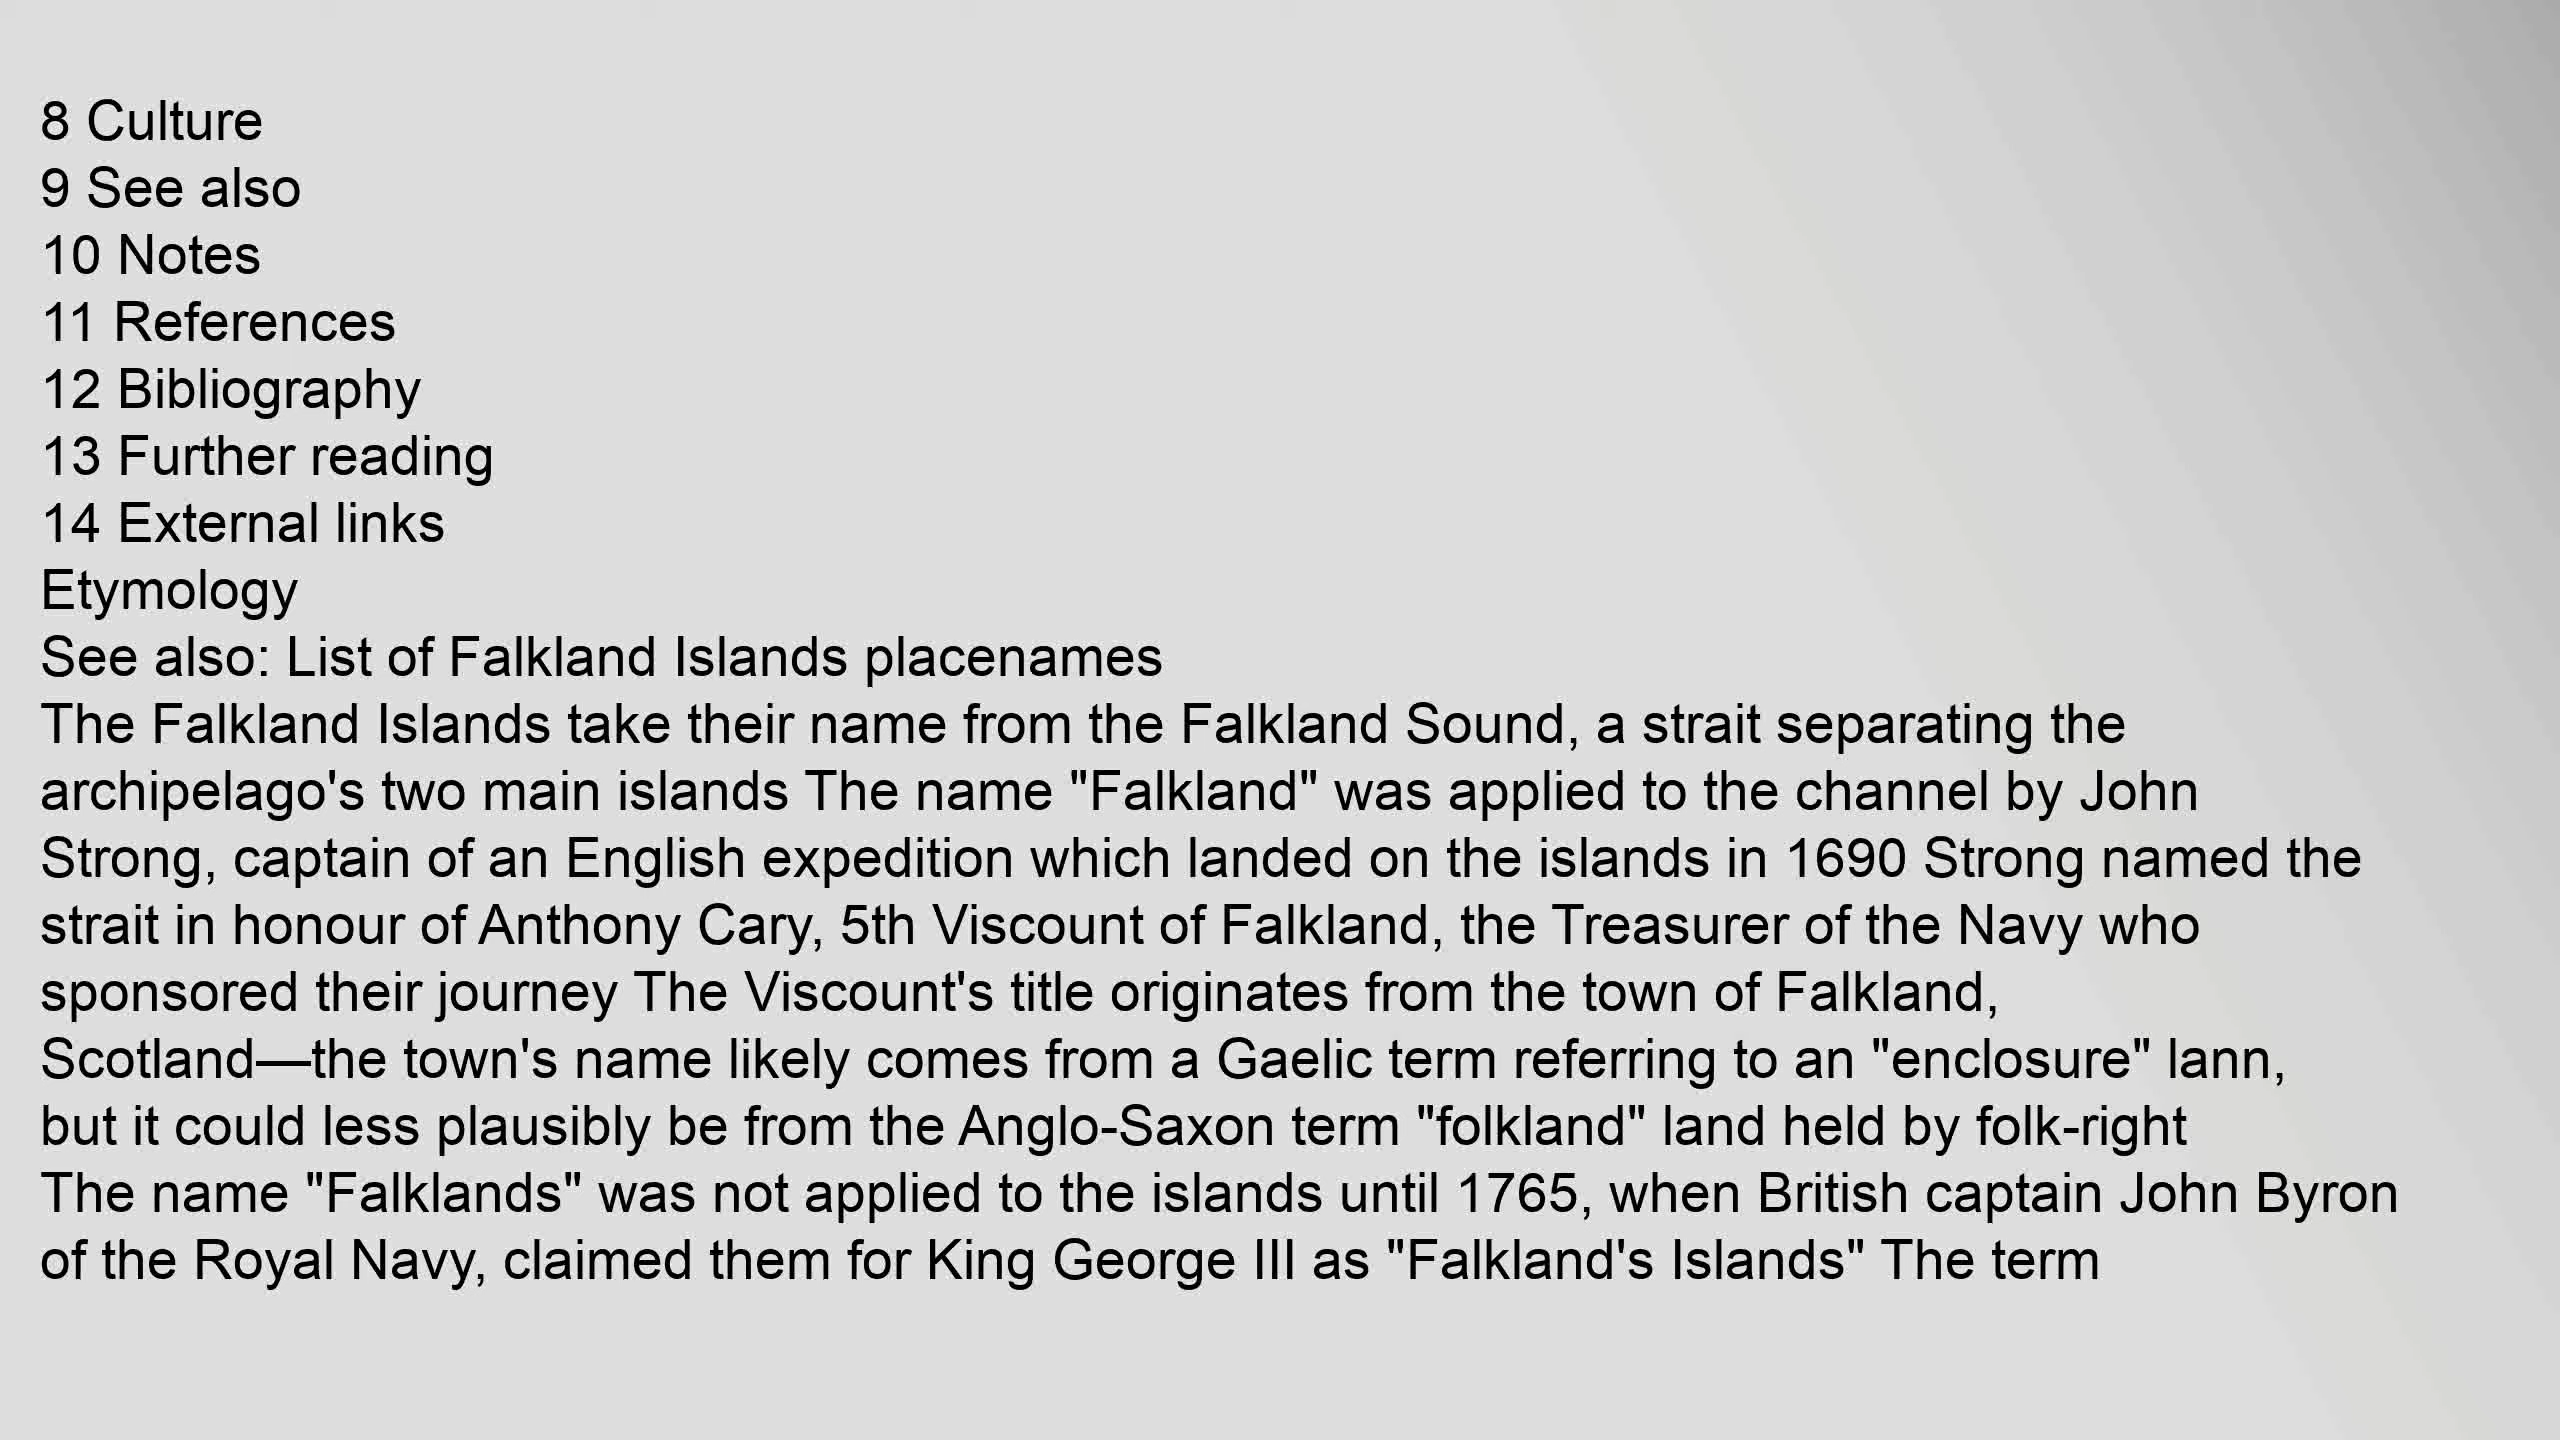 8 Culture
9 See also
10 Notes
11 References
12 Bibliography
13 Further reading
14 External links
Etymology
See also: List of Falkland Islands placenames
The Falkland Islands take their name from the Falkland Sound, a strait separating the
archipelago's two main islands The name "Falkland" was applied to the channel by John
Strong, captain of an English expedition which landed on the islands in 1690 Strong named the
strait in honour of Anthony Cary, 5th Viscount of Falkland, the Treasurer of the Navy who
sponsored their journey The Viscount's title originates from the town of Falkland,
Scotland—the town's name likely comes from a Gaelic term referring to an "enclosure" lann,
but it could less plausibly be from the Anglo-Saxon term "folkland" land held by folk-right
The name "Falklands" was not applied to the islands until 1765, when British captain John Byron
of the Royal Navy, claimed them for King George III as "Falkland's Islands" The term